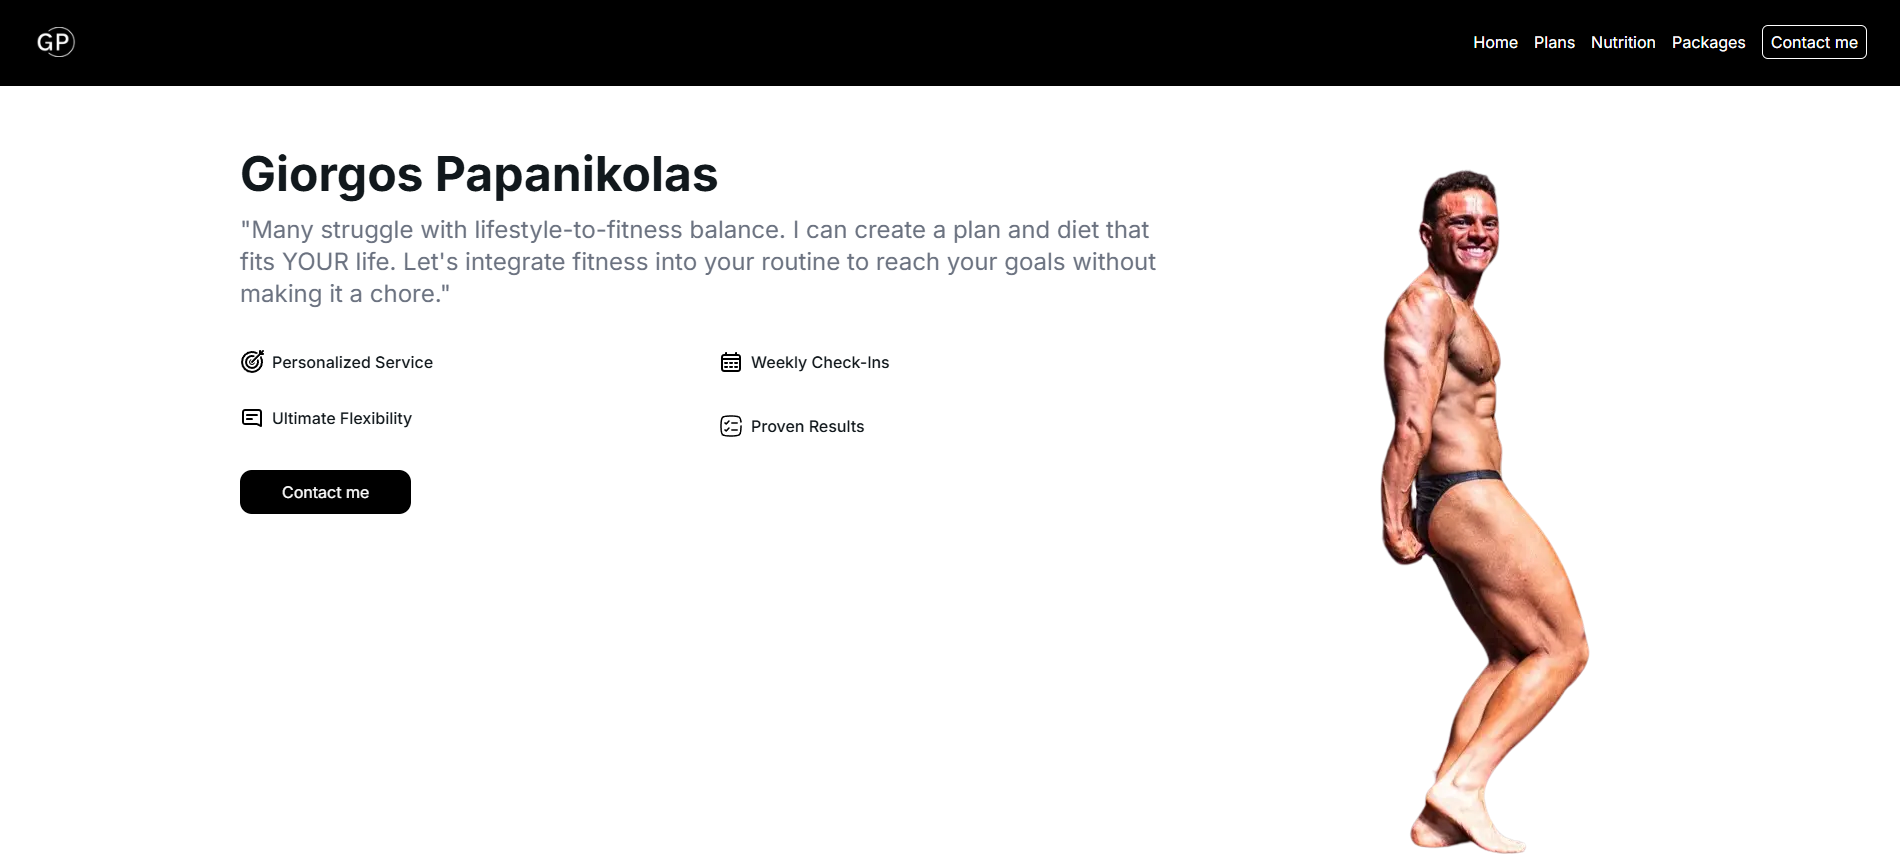 GP
Home Plans Nutrition Packages Contact me
Giorgos Papanikolas
"Many struggle with lifestyle-to-fitness balance. I can create a plan and diet that
fits YOUR life. Let's integrate fitness into your routine to reach your goals without
making it a chore."
Personalized Service
Weekly Check-Ins
Ultimate Flexibility
Proven Results
Contact me